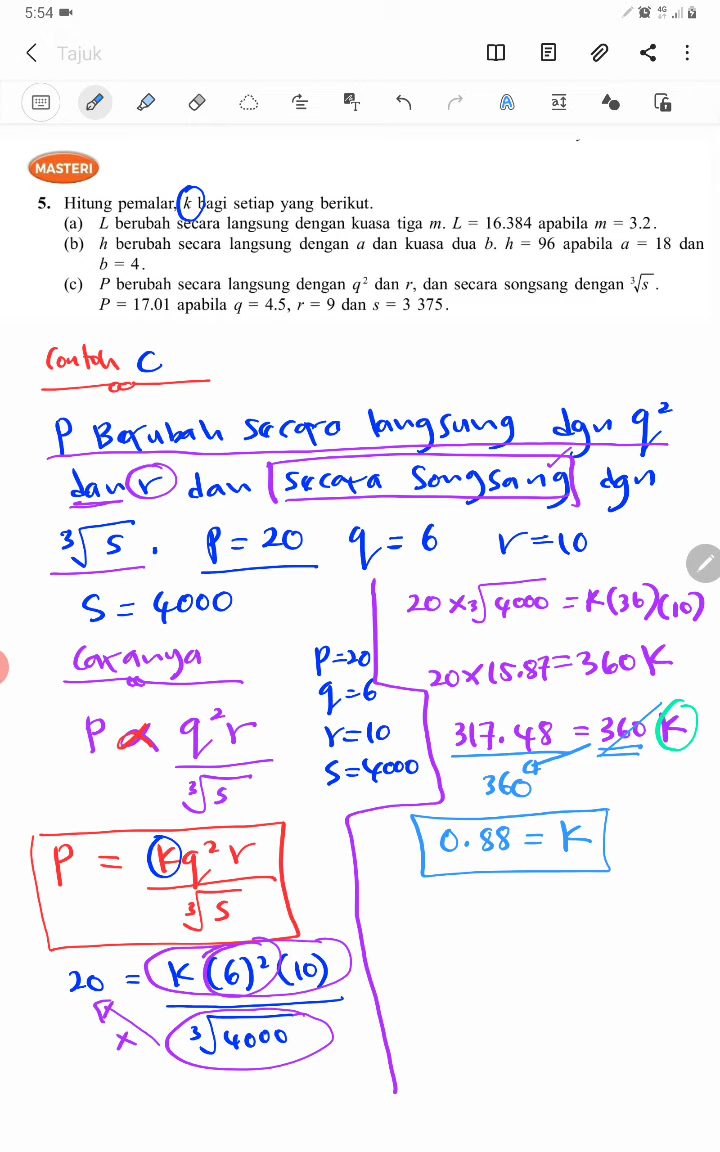 5:54
4G
Tajuk
T
A
a‡
MASTERI
5. Hitung pemalar, k bagi setiap yang berikut.
(a) L berubah secara langsung dengan kuasa tiga m. L = 16.384 apabila m = 3.2.
(b) h berubah secara langsung dengan a dan kuasa dua b. h = 96 apabila a = 18 dan
b = 4.
(c) P berubah secara langsung dengan q² dan r, dan secara songsang dengan ∛s.
P = 17.01 apabila q = 4.5, r = 9 dan s = 3 375.
Contoh C
P Berubah secara langsung dgn q²
dan r dan secara songsang dgn
∛s. P = 20 q = 6 r = 10
S = 4000
Caranya
P ∝ q²r / ∛s
P = kq²r / ∛s
20 = K(6)²(10) / ∛4000
×
P=20
q=6
r=10
S=4000
20 × ∛4000 = K(36)(10)
20×15.87=360K
317.48 = 360 K
360
0.88 = K